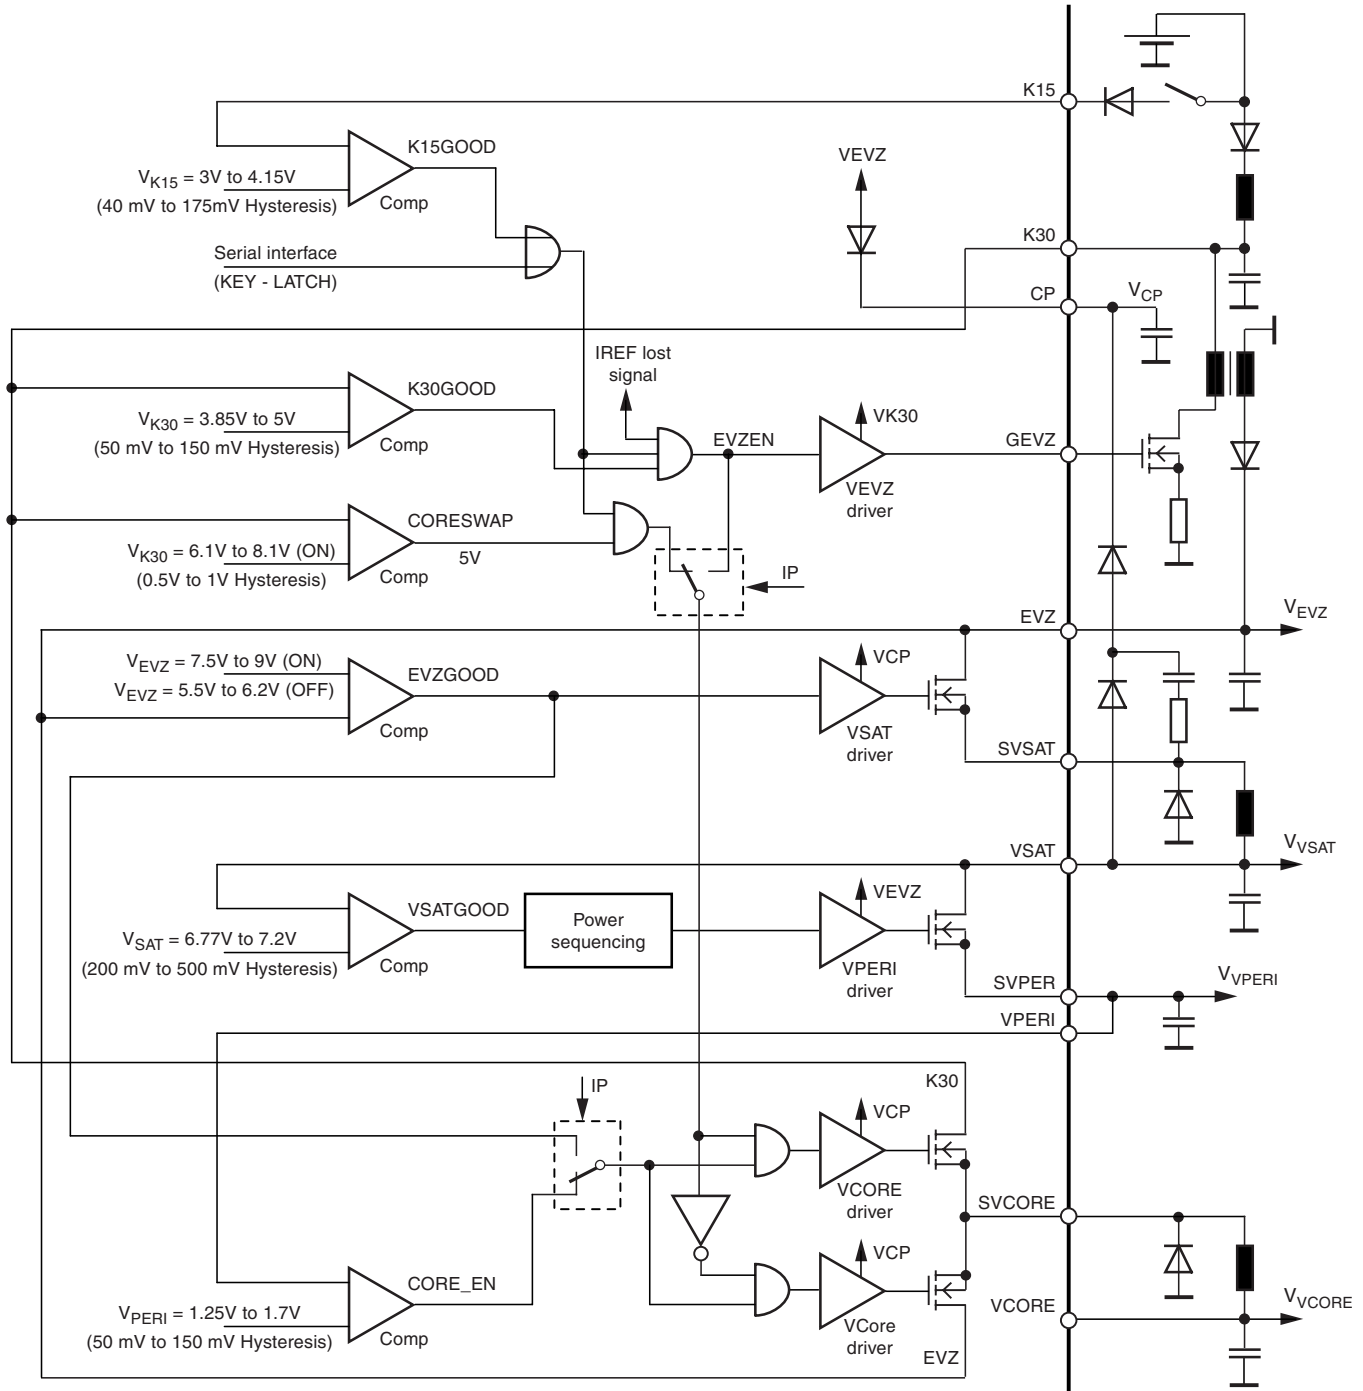 K15
K15GOOD
VK15 = 3V to 4.15V
(40 mV to 175mV Hysteresis)
Comp
VEVZ
Serial interface
(KEY - LATCH)
K30
CP
VCP
IREF lost
signal
K30GOOD
VK30 = 3.85V to 5V
(50 mV to 150 mV Hysteresis)
Comp
EVZEN
VK30
GEVZ
VEVZ
driver
CORESWAP
5V
VK30 = 6.1V to 8.1V (ON)
(0.5V to 1V Hysteresis)
Comp
IP
EVZ
VEVZ
VEVZ = 7.5V to 9V (ON)
VEVZ = 5.5V to 6.2V (OFF)
EVZGOOD
Comp
VCP
VSAT
driver
SVSAT
VSAT
VVSAT
VSATGOOD
VSAT = 6.77V to 7.2V
(200 mV to 500 mV Hysteresis)
Comp
Power
sequencing
VEVZ
VPERI
driver
SVPER
VVPERI
VPERI
K30
IP
VCP
VCORE
driver
SVCORE
VCP
CORE_EN
VPERI = 1.25V to 1.7V
(50 mV to 150 mV Hysteresis)
Comp
VCore
driver
EVZ
VCORE
VVCORE